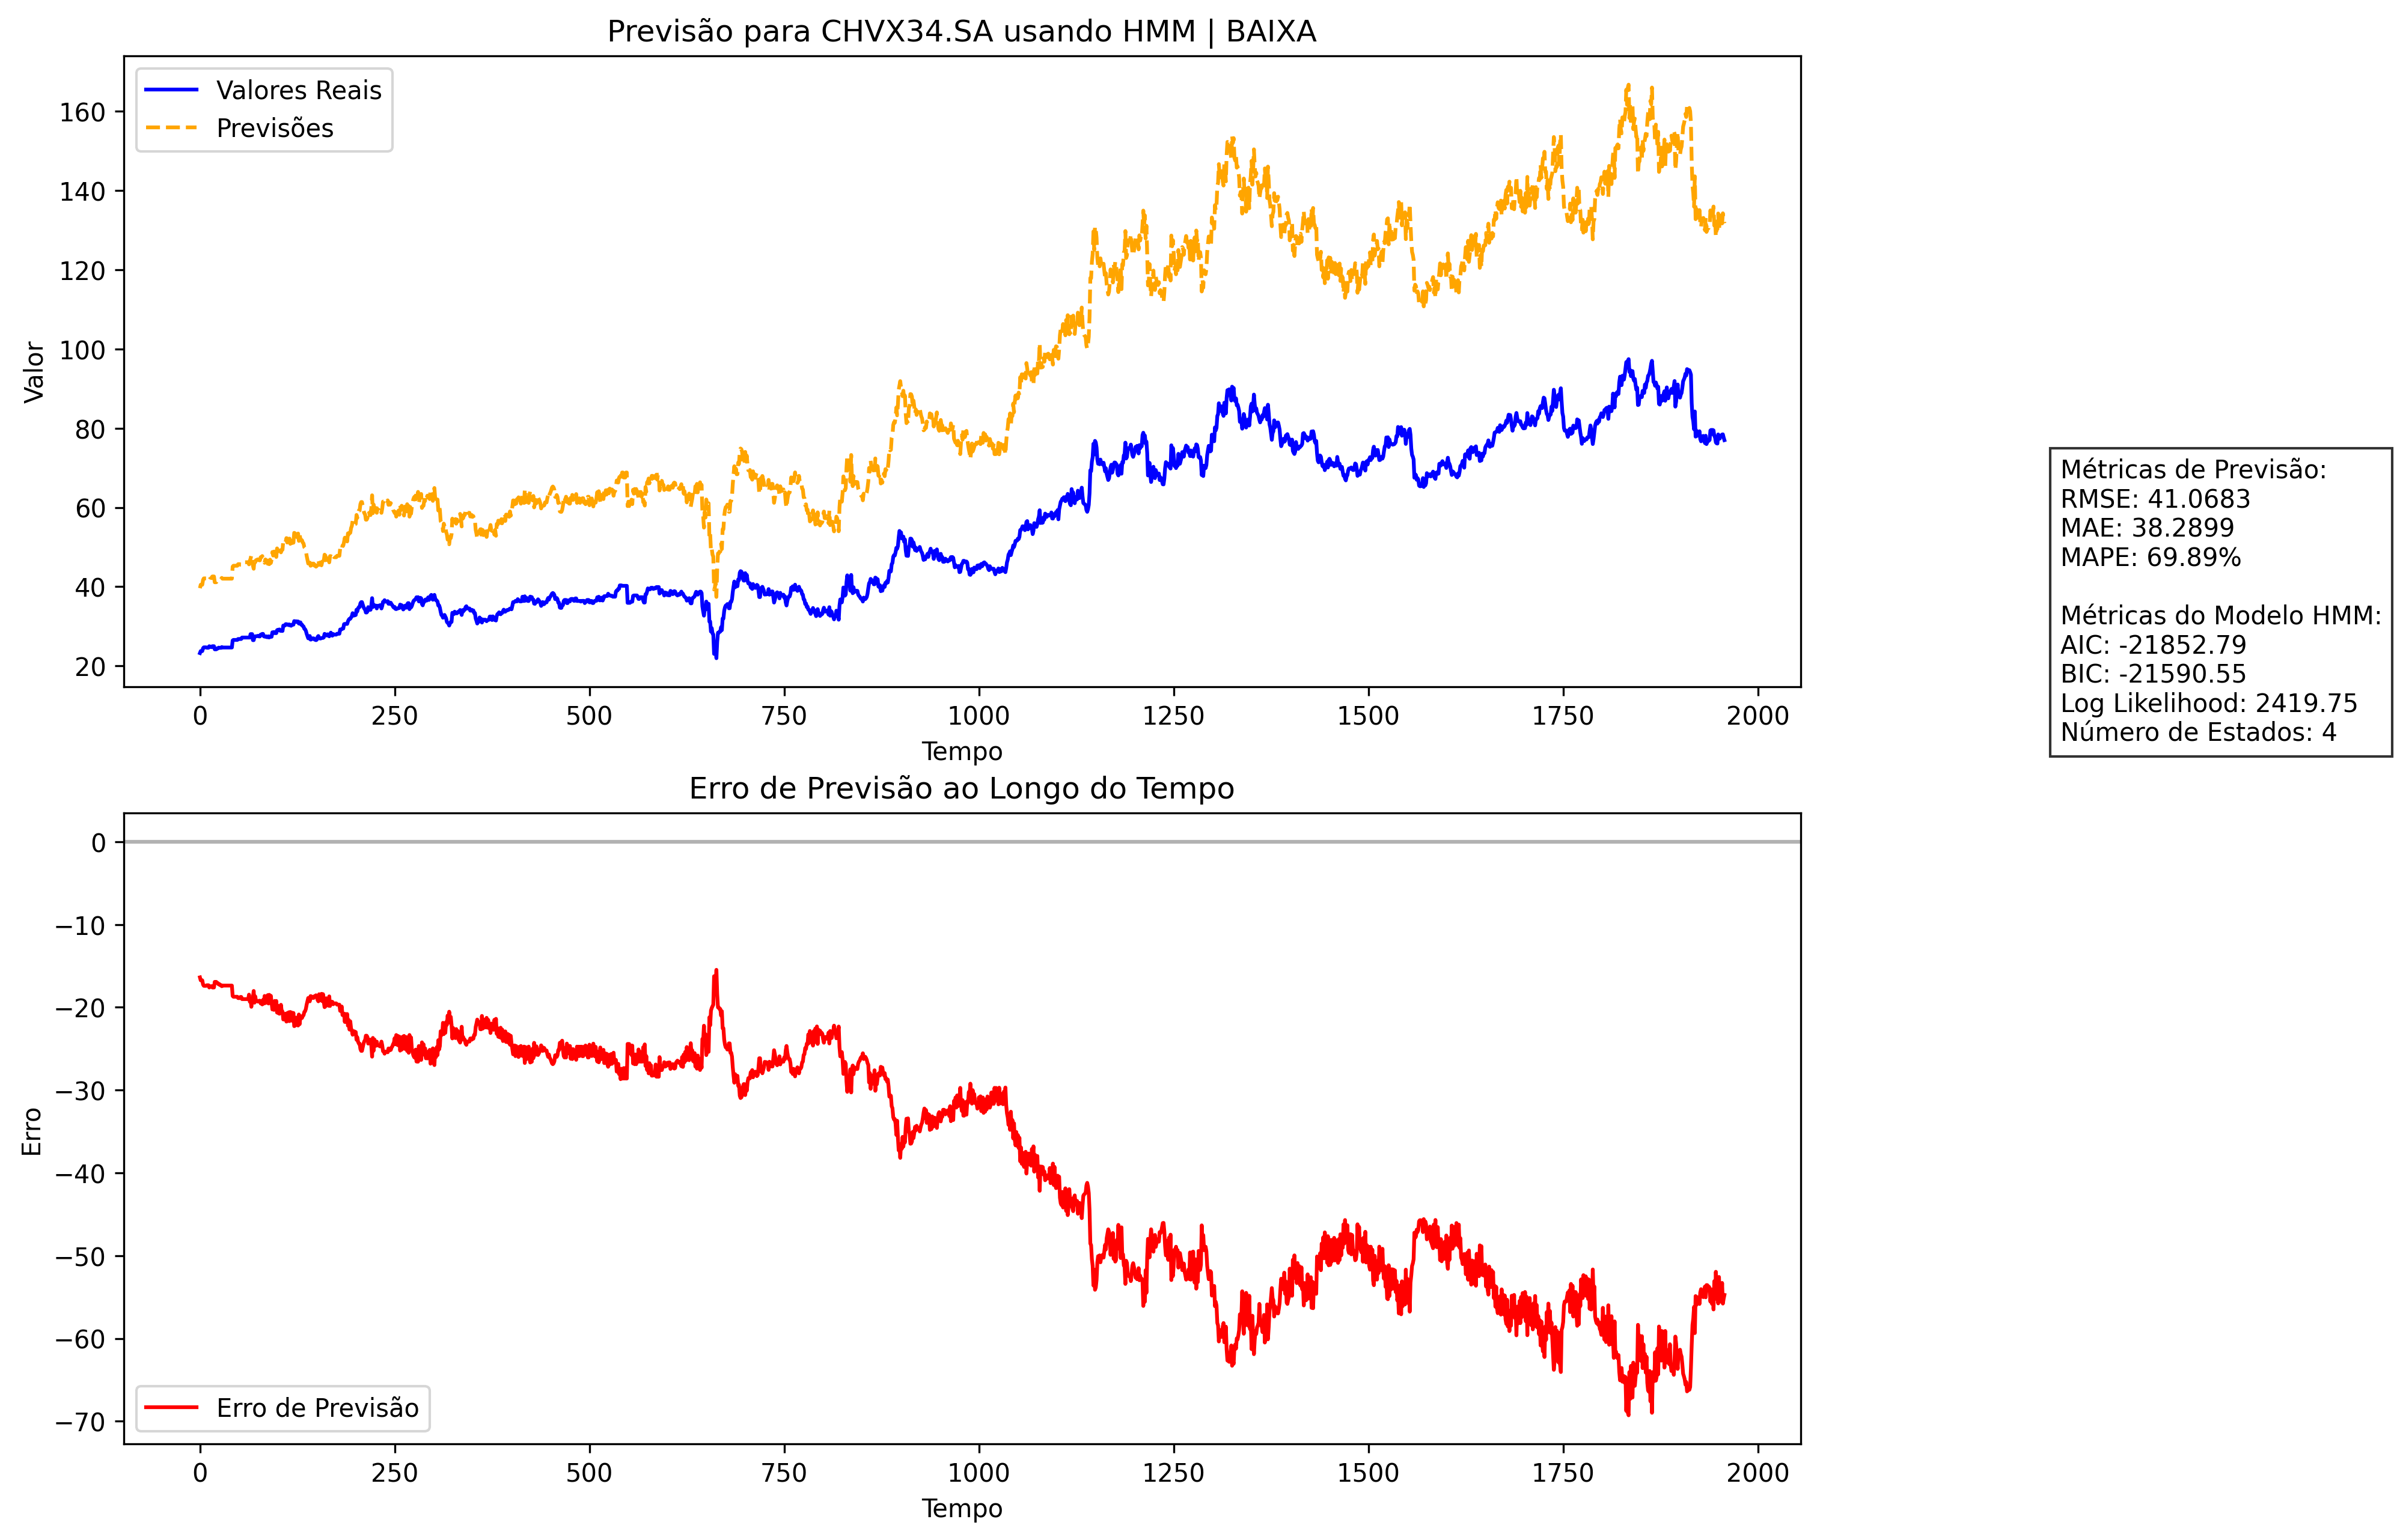 Previsão para CHVX34.SA usando HMM | BAIXA
Valores Reais
Previsões
Valor
160
140
120
100
80
60
40
20
0 250 500 750 1000 1250 1500 1750 2000
Tempo
Métricas de Previsão:
RMSE: 41.0683
MAE: 38.2899
MAPE: 69.89%
Métricas do Modelo HMM:
AIC: -21852.79
BIC: -21590.55
Log Likelihood: 2419.75
Número de Estados: 4
Erro de Previsão ao Longo do Tempo
Erro
0
−10
−20
−30
−40
−50
−60
−70
Erro de Previsão
0 250 500 750 1000 1250 1500 1750 2000
Tempo